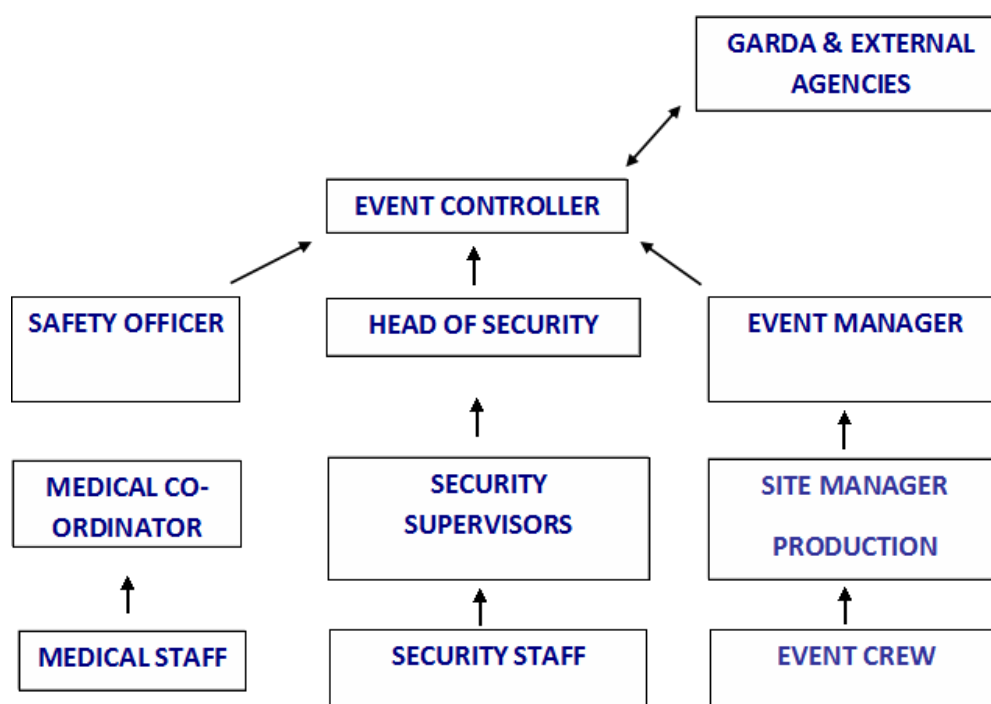 GARDA & EXTERNAL
AGENCIES
EVENT CONTROLLER
SAFETY OFFICER
HEAD OF SECURITY
EVENT MANAGER
MEDICAL CO-
ORDINATOR
SECURITY
SUPERVISORS
SITE MANAGER
PRODUCTION
MEDICAL STAFF
SECURITY STAFF
EVENT CREW